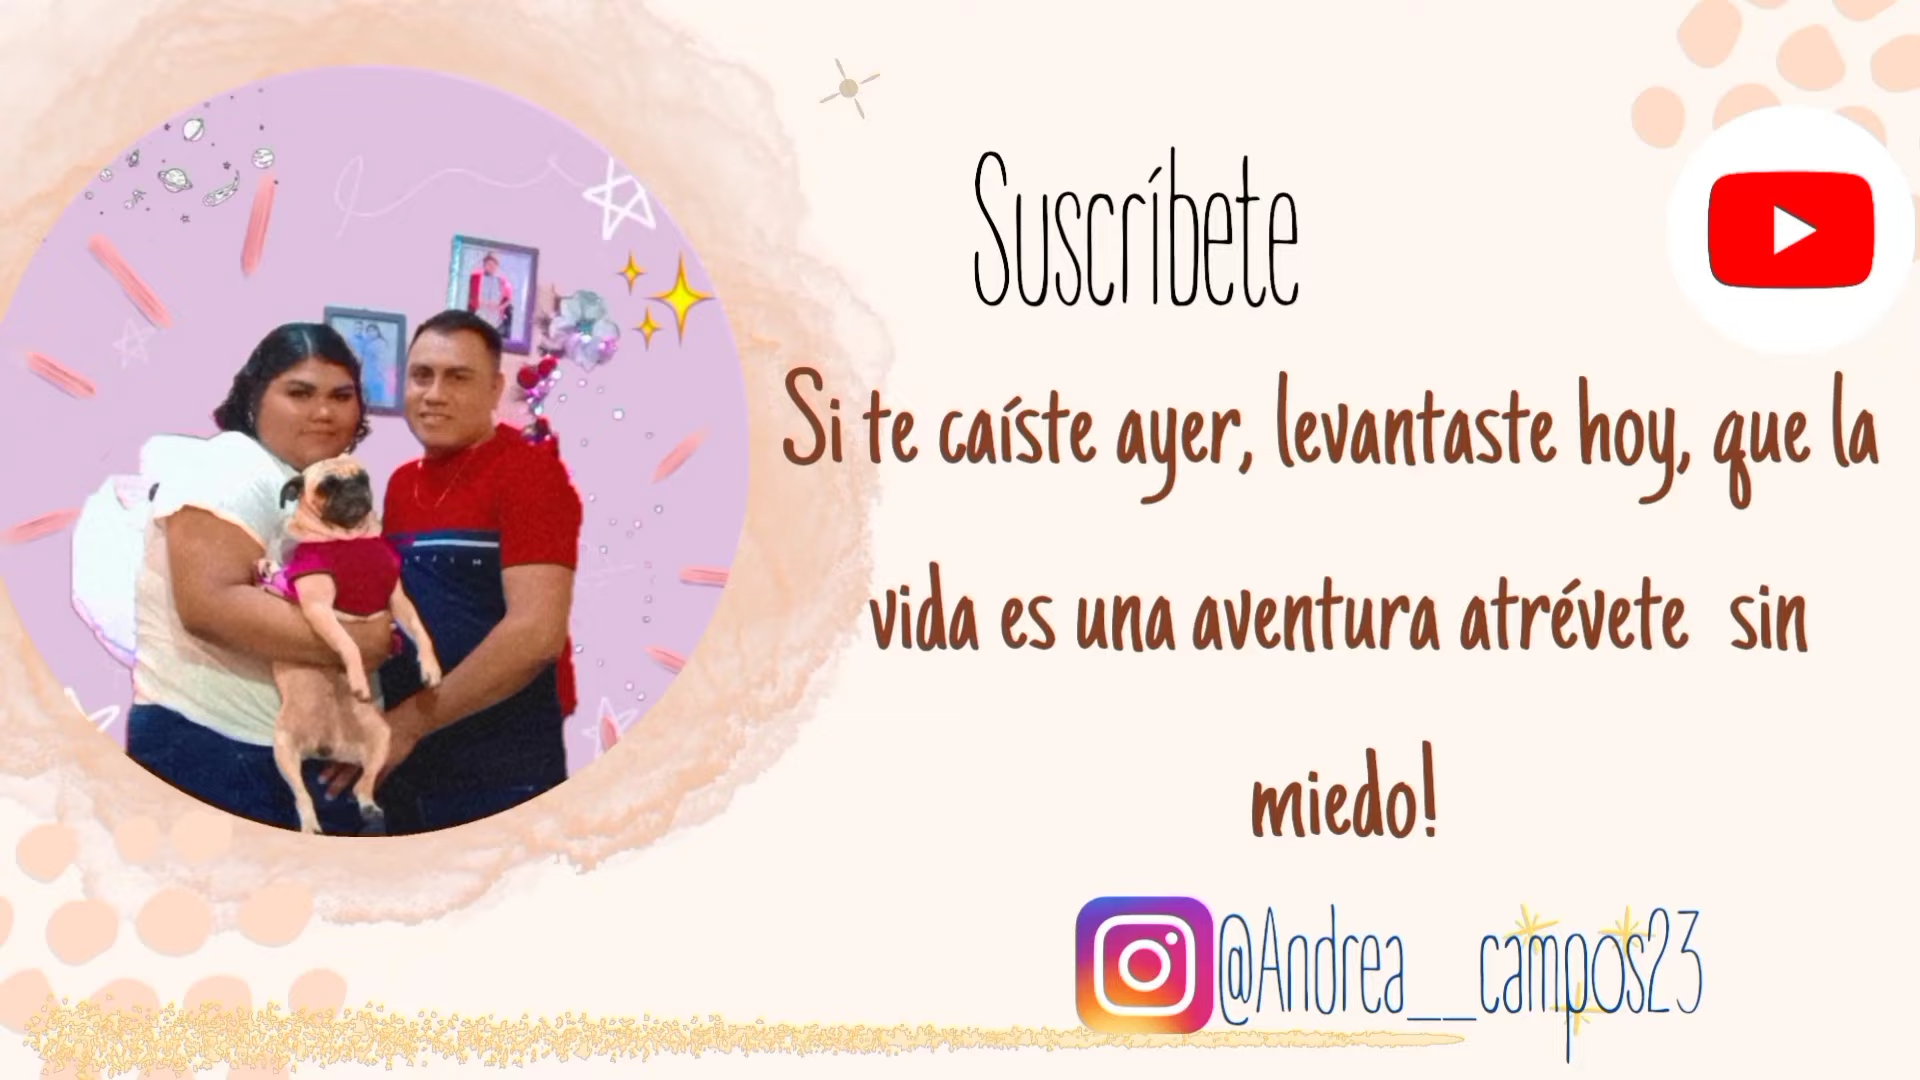 Suscríbete
Si te caíste ayer, levantaste hoy, que la
vida es una aventura atrévete sin
miedo!
@Andrea__campos23